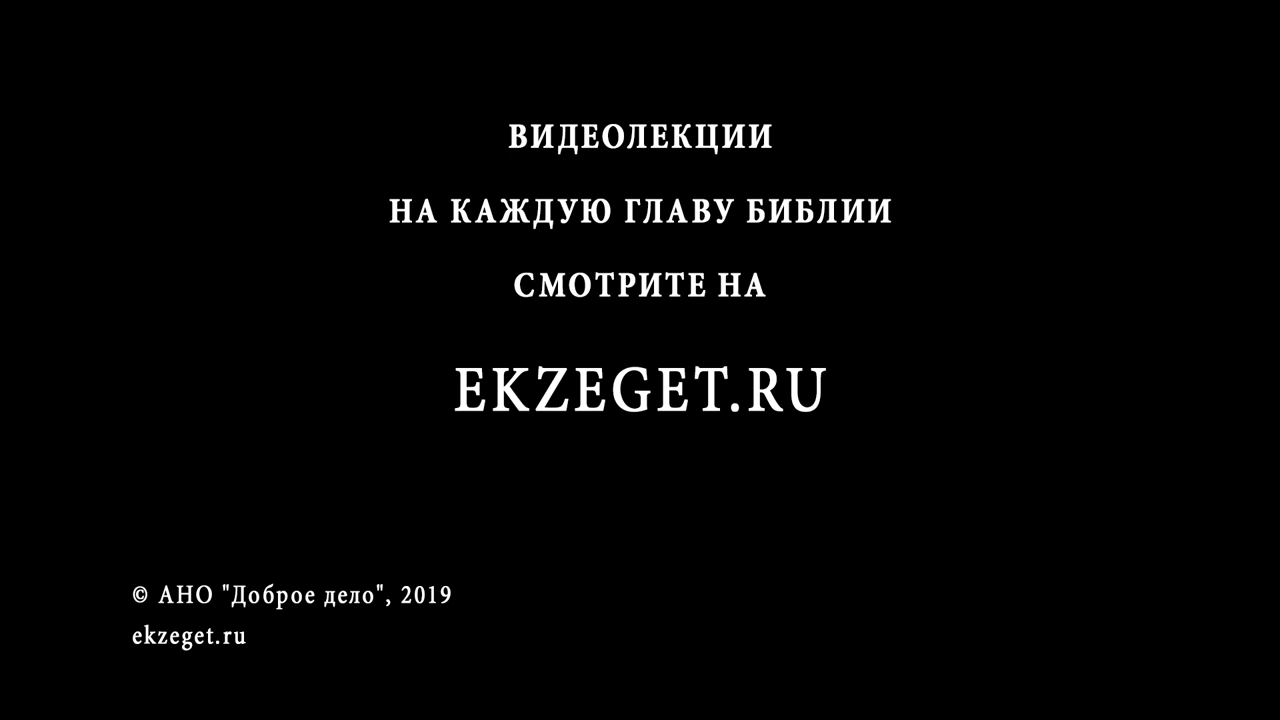 ВИДЕОЛЕКЦИИ
НА КАЖДУЮ ГЛАВУ БИБЛИИ
СМОТРИТЕ НА
EKZEGET.RU
© АНО "Доброе дело", 2019
ekzeget.ru